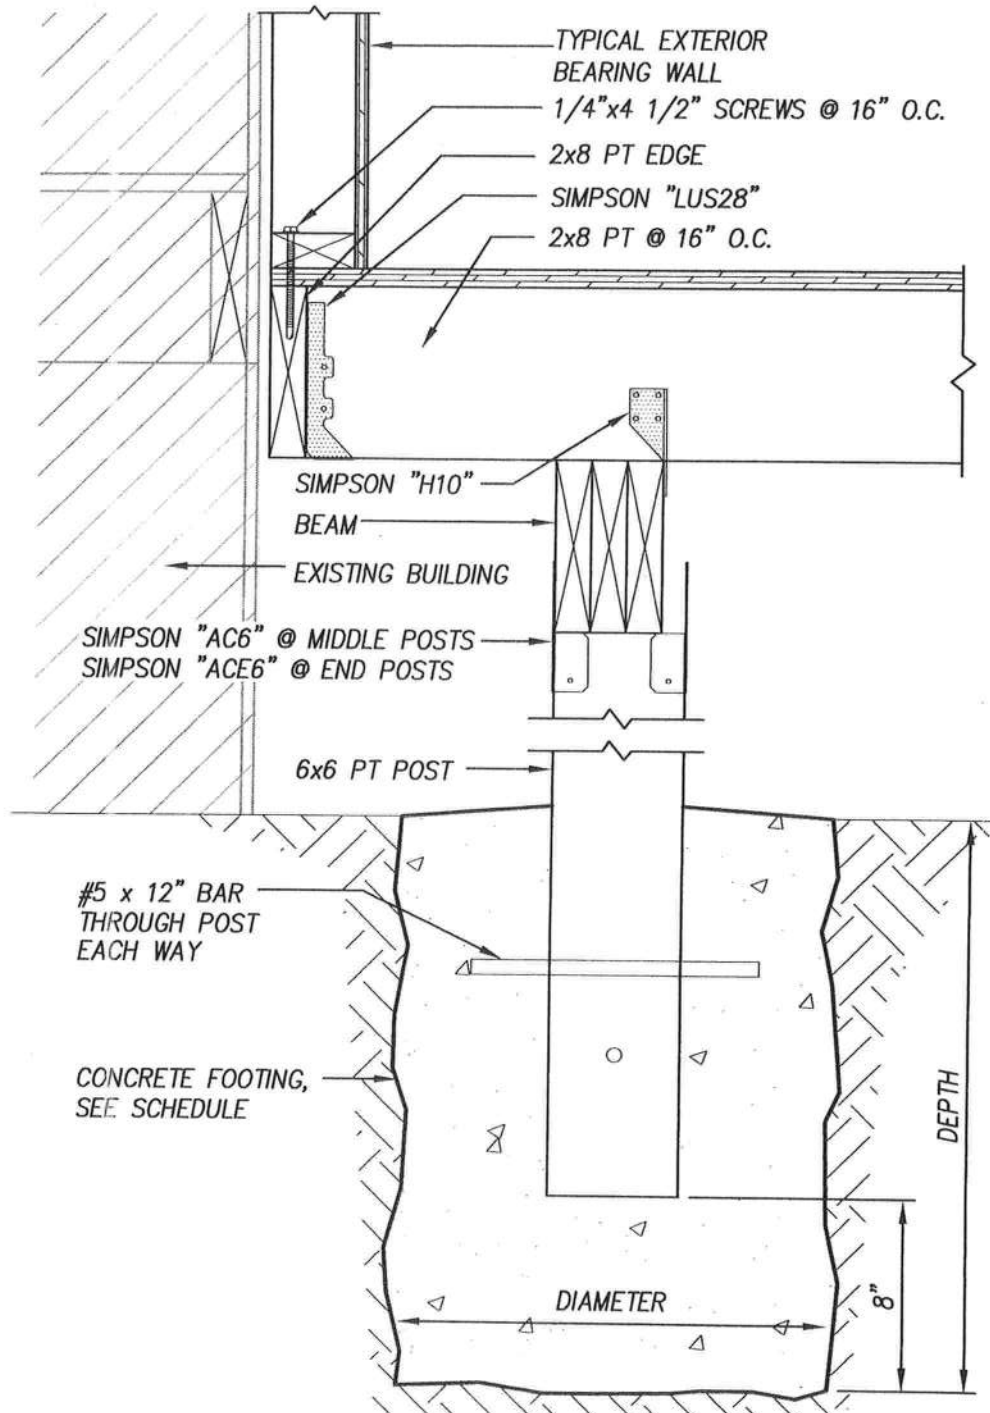 TYPICAL EXTERIOR
BEARING WALL
1/4"x4 1/2" SCREWS @ 16" O.C.
2x8 PT EDGE
SIMPSON "LUS28"
2x8 PT @ 16" O.C.
SIMPSON "H10"
BEAM
EXISTING BUILDING
SIMPSON "AC6" @ MIDDLE POSTS
SIMPSON "ACE6" @ END POSTS
6x6 PT POST
#5 x 12" BAR
THROUGH POST
EACH WAY
CONCRETE FOOTING,
SEE SCHEDULE
DEPTH
8"
DIAMETER